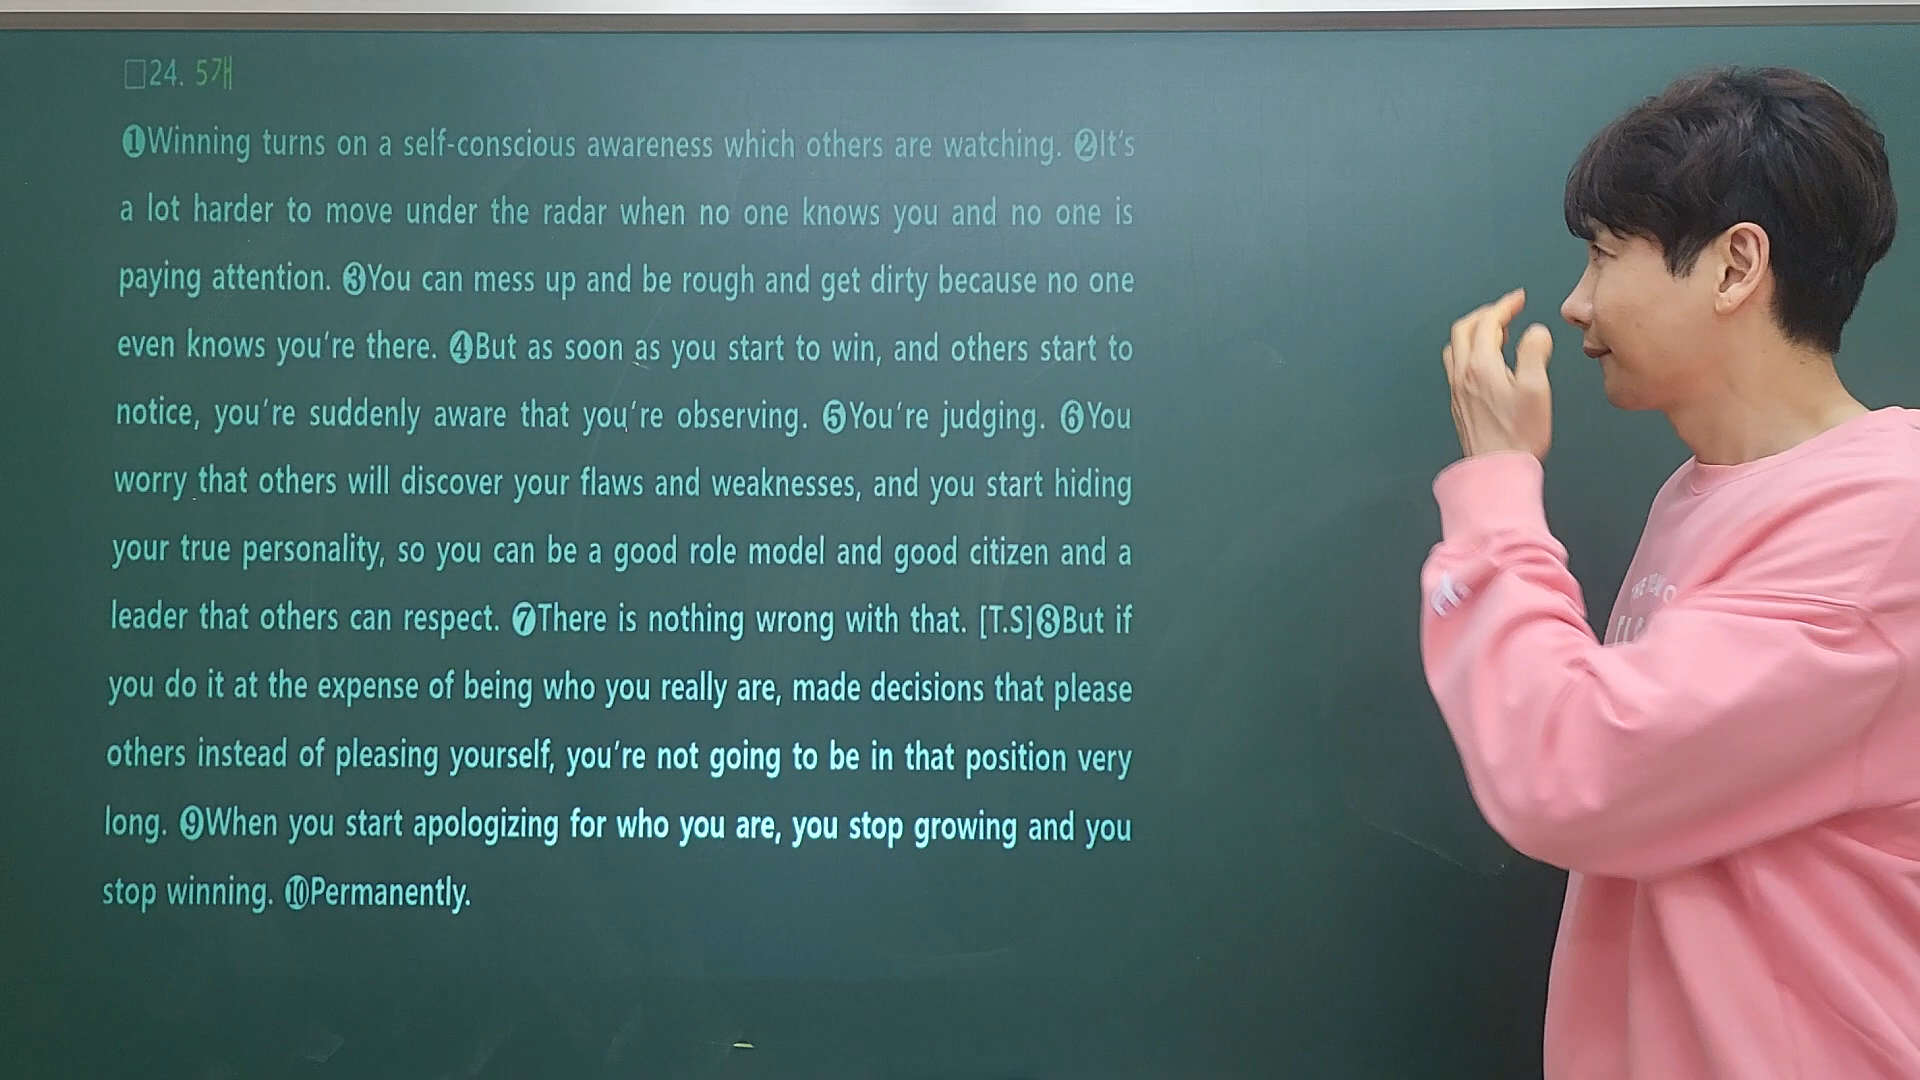 □24. 5개
❶Winning turns on a self-conscious awareness which others are watching. ❷It's
a lot harder to move under the radar when no one knows you and no one is
paying attention. ❸You can mess up and be rough and get dirty because no one
even knows you're there. ❹But as soon as you start to win, and others start to
notice, you're suddenly aware that you're observing. ❺You're judging. ❻You
worry that others will discover your flaws and weaknesses, and you start hiding
your true personality, so you can be a good role model and good citizen and a
leader that others can respect. ❼There is nothing wrong with that. [T.S]❽But if
you do it at the expense of being who you really are, made decisions that please
others instead of pleasing yourself, you're not going to be in that position very
long. ❾When you start apologizing for who you are, you stop growing and you
stop winning. ❿Permanently.